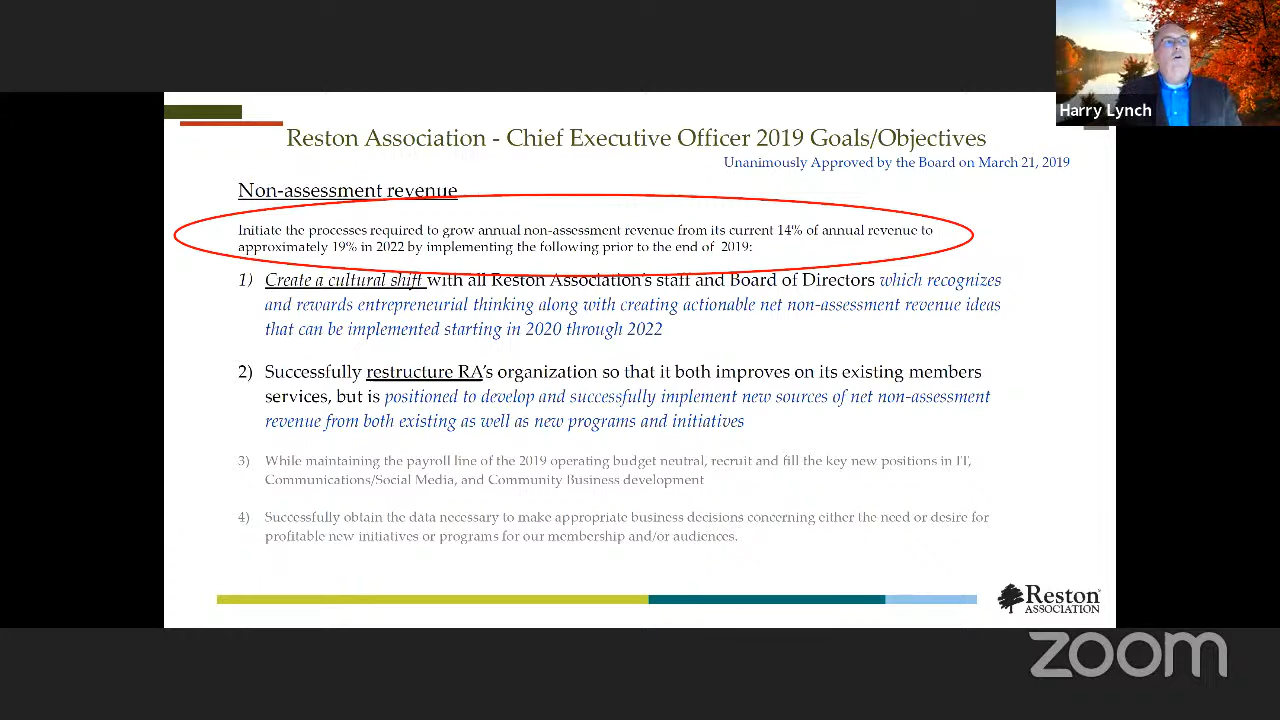 Harry Lynch
Reston Association - Chief Executive Officer 2019 Goals/Objectives
Unanimously Approved by the Board on March 21, 2019
Non-assessment revenue
Initiate the processes required to grow annual non-assessment revenue from its current 14% of annual revenue to
approximately 19% in 2022 by implementing the following prior to the end of 2019:
1) Create a cultural shift with all Reston Association's staff and Board of Directors which recognizes
and rewards entrepreneurial thinking along with creating actionable net non-assessment revenue ideas
that can be implemented starting in 2020 through 2022
2) Successfully restructure RA's organization so that it both improves on its existing members
services, but is positioned to develop and successfully implement new sources of net non-assessment
revenue from both existing as well as new programs and initiatives
3) While maintaining the payroll line of the 2019 operating budget neutral, recruit and fill the key new positions in IT,
Communications/Social Media, and Community Business development
4) Successfully obtain the data necessary to make appropriate business decisions concerning either the need or desire for
profitable new initiatives or programs for our membership and/or audiences.
Reston
ASSOCIATION
zoom